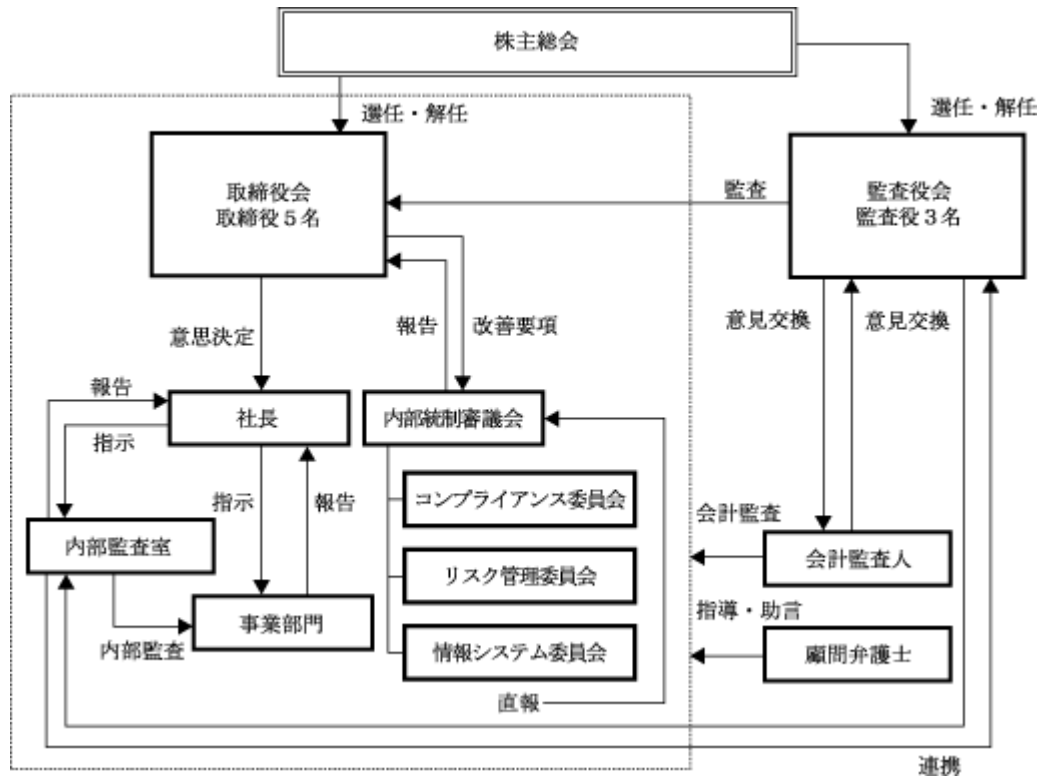 株主総会
選任・解任
選任・解任
取締役会
取締役5名
監査
監査役会
監査役3名
意思決定
報告
改善要項
意見交換
意見交換
報告
社長
内部統制審議会
指示
指示
報告
コンプライアンス委員会
会計監査
内部監査室
リスク管理委員会
会計監査人
事業部門
指導・助言
内部監査
情報システム委員会
顧問弁護士
直報
連携